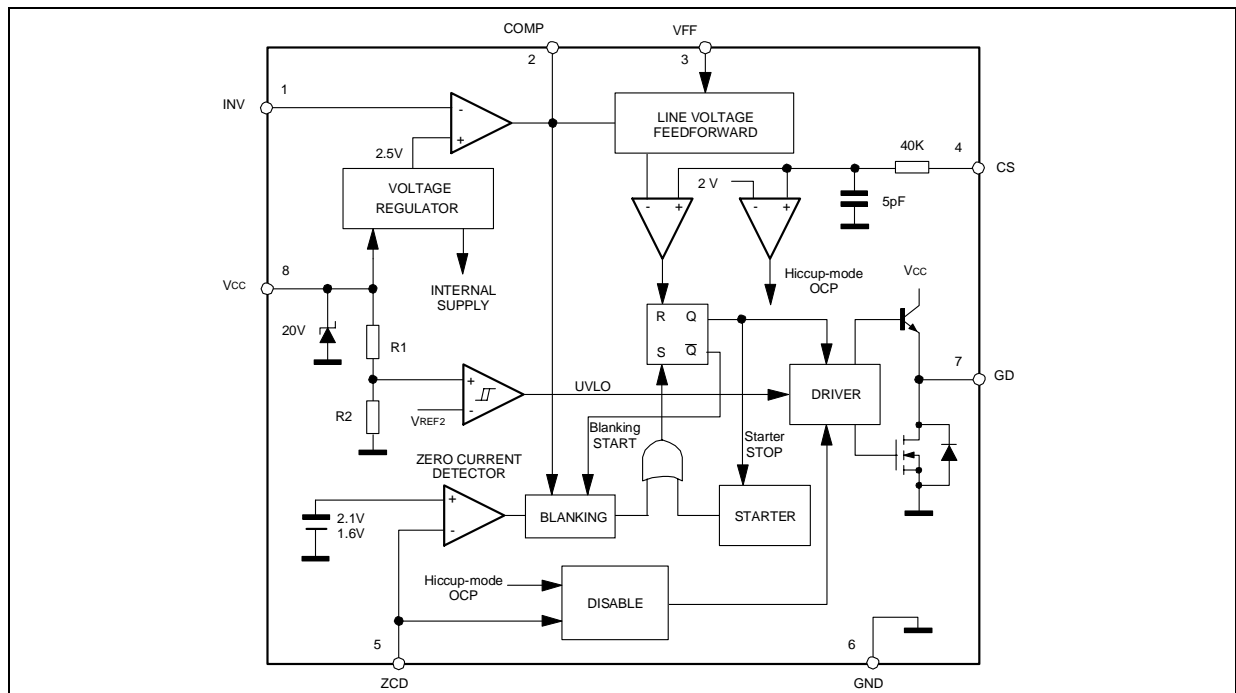 COMP
VFF
2
3
1
INV
LINE VOLTAGE
FEEDFORWARD
-
+
2.5V
40K
4
CS
VOLTAGE
REGULATOR
2 V
-
+
-
+
5pF
8
VCC
INTERNAL
SUPPLY
Hiccup-mode
OCP
VCC
20V
R1
R
Q
S
Q̅
7
GD
+
-
UVLO
DRIVER
R2
VREF2
Blanking
START
Starter
STOP
ZERO CURRENT
DETECTOR
+
-
2.1V
1.6V
BLANKING
STARTER
Hiccup-mode
OCP
DISABLE
5
6
ZCD
GND